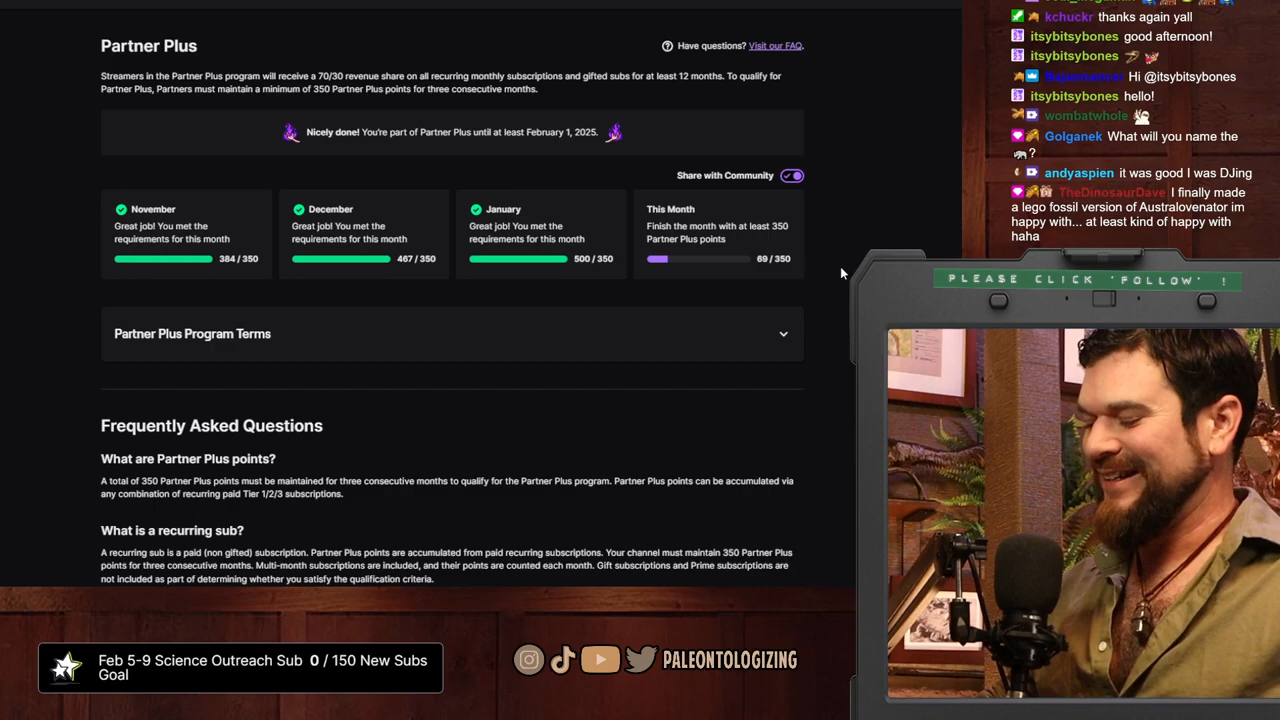 Partner Plus
Have questions? Visit our FAQ.
Streamers in the Partner Plus program will receive a 70/30 revenue share on all recurring monthly subscriptions and gifted subs for at least 12 months. To qualify for
Partner Plus, Partners must maintain a minimum of 350 Partner Plus points for three consecutive months.
Nicely done! You're part of Partner Plus until at least February 1, 2025.
Share with Community
November
Great job! You met the
requirements for this month
384 / 350
December
Great job! You met the
requirements for this month
467 / 350
January
Great job! You met the
requirements for this month
500 / 350
This Month
Finish the month with at least 350
Partner Plus points
69 / 350
Partner Plus Program Terms
Frequently Asked Questions
What are Partner Plus points?
A total of 350 Partner Plus points must be maintained for three consecutive months to qualify for the Partner Plus program. Partner Plus points can be accumulated via
any combination of recurring paid Tier 1/2/3 subscriptions.
What is a recurring sub?
A recurring sub is a paid (non gifted) subscription. Partner Plus points are accumulated from paid recurring subscriptions. Your channel must maintain 350 Partner Plus
points for three consecutive months. Multi-month subscriptions are included, and their points are counted each month. Gift subscriptions and Prime subscriptions are
not included as part of determining whether you satisfy the qualification criteria.
Feb 5-9 Science Outreach Sub 0 / 150 New Subs
Goal
PALEONTOLOGIZING
kchuckr thanks again yall
itsybitsybones good afternoon!
itsybitsybones
Hi @itsybitsybones
itsybitsybones hello!
wombatwhole
Golganek What will you name the
?
andyaspien it was good I was DJing
TheDinosaurDave I finally made
a lego fossil version of Australovenator im
happy with... at least kind of happy with
haha
PLEASE CLICK 'FOLLOW' !